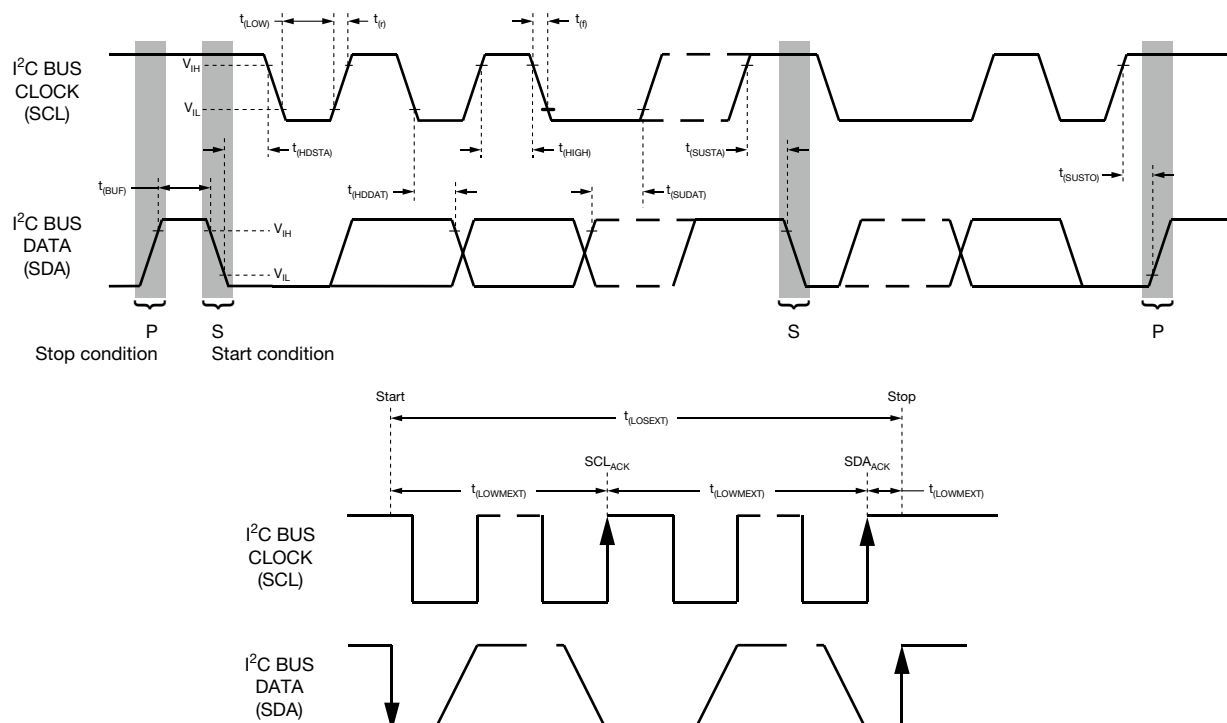 t(LOW)
t(r)
t(f)
I²C BUS
CLOCK
(SCL)
VIH
VIL
t(HDSTA)
t(HIGH)
t(SUSTA)
t(BUF)
t(HDDAT)
t(SUDAT)
t(SUSTO)
I²C BUS
DATA
(SDA)
VIH
VIL
P
S
S
P
Stop condition
Start condition
Start
Stop
t(LOSEXT)
SCLACK
SDAACK
t(LOWMEXT)
t(LOWMEXT)
t(LOWMEXT)
I²C BUS
CLOCK
(SCL)
I²C BUS
DATA
(SDA)